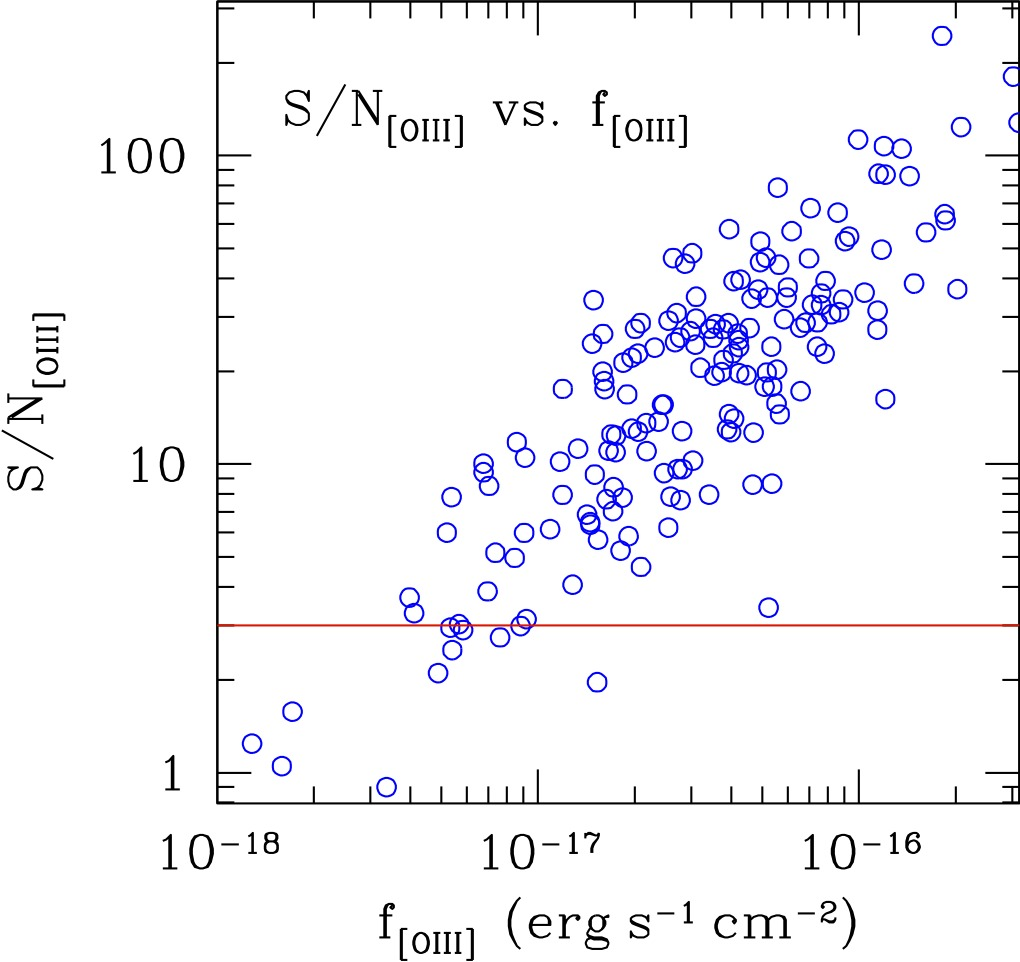 S/N[OIII] vs. f[OIII]
S/N[OIII]
100
10
1
10−18 10−17 10−16
f[OIII] (erg s−1 cm−2)